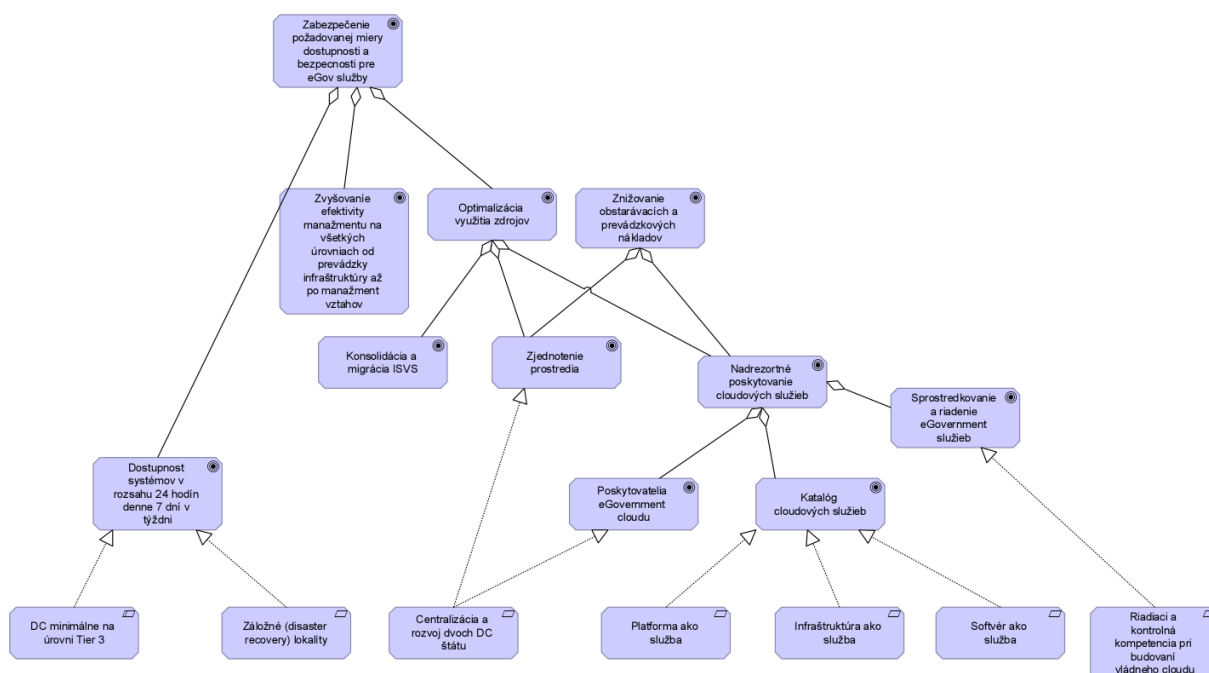 Zabezpečenie
požadovanej miery
dostupnosti a
bezpecnosti pre
eGov služby
Zvyšovaníe
efektivity
manažmentu na
všetkých
úrovniach od
prevádzky
infraštruktúry až
po manažment
vztahov
Optimalizácia
využitia zdrojov
Znižovanie
obstarávacích a
prevádzkových
nákladov
Konsolidácia a
migrácia ISVS
Zjednotenie
prostredia
Nadrezortné
poskytovanie
cloudových služieb
Sprostredkovanie
a riadenie
eGovernment
služieb
Dostupnost
systémov v
rozsahu 24 hodín
denne 7 dní v
týždni
Poskytovatelia
eGovernment
cloudu
Katalóg
cloudových služieb
DC minimálne na
úrovni Tier 3
Záložné (disaster
recovery) lokality
Centralizácia a
rozvoj dvoch DC
štátu
Platforma ako
služba
Infraštruktúra ako
služba
Softvér ako
služba
Riadiaci a
kontrolná
kompetencia pri
budovaní
vládneho cloudu